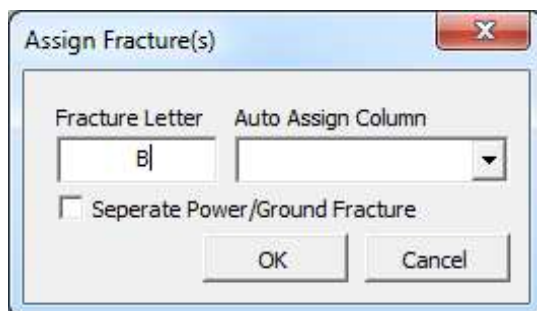 Assign Fracture(s)
Fracture Letter Auto Assign Column
B
Seperate Power/Ground Fracture
OK Cancel